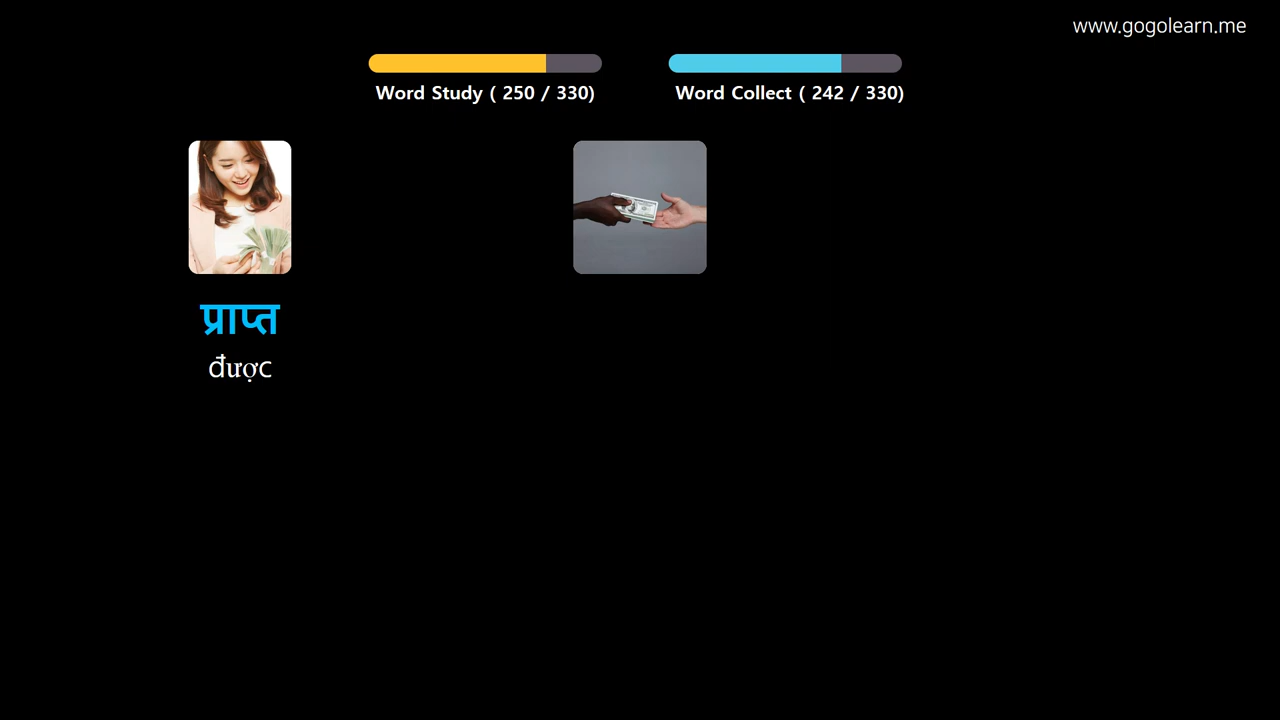 www.gogolearn.me
Word Study ( 250 / 330)
Word Collect ( 242 / 330)
प्राप्त
được